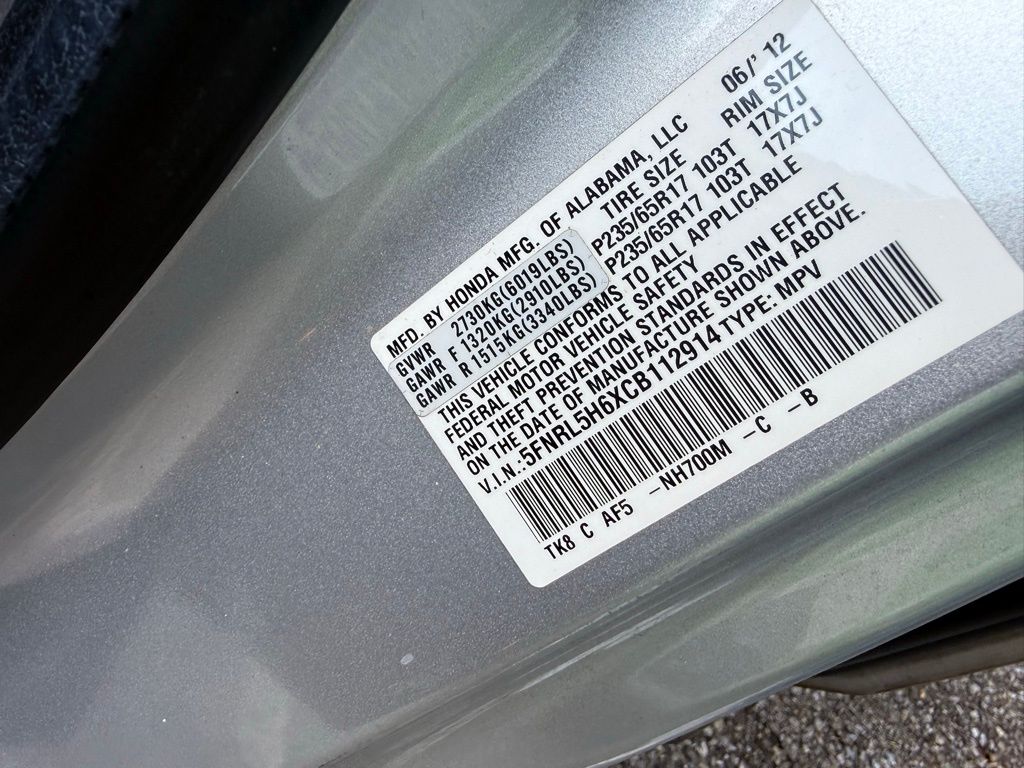 MFD. BY HONDA MFG. OF ALABAMA, LLC 06/' 12
GVWR 2730KG(6019LBS) TIRE SIZE RIM SIZE
GAWR F 1320KG(2910LBS) P235/65R17 103T 17X7J
GAWR R 1515KG(3340LBS) P235/65R17 103T 17X7J
THIS VEHICLE CONFORMS TO ALL APPLICABLE
FEDERAL MOTOR VEHICLE SAFETY
AND THEFT PREVENTION STANDARDS IN EFFECT
ON THE DATE OF MANUFACTURE SHOWN ABOVE.
V.I.N.:5FNRL5H6XCB112914 TYPE: MPV
TK8 C AF5 -NH700M -C -B